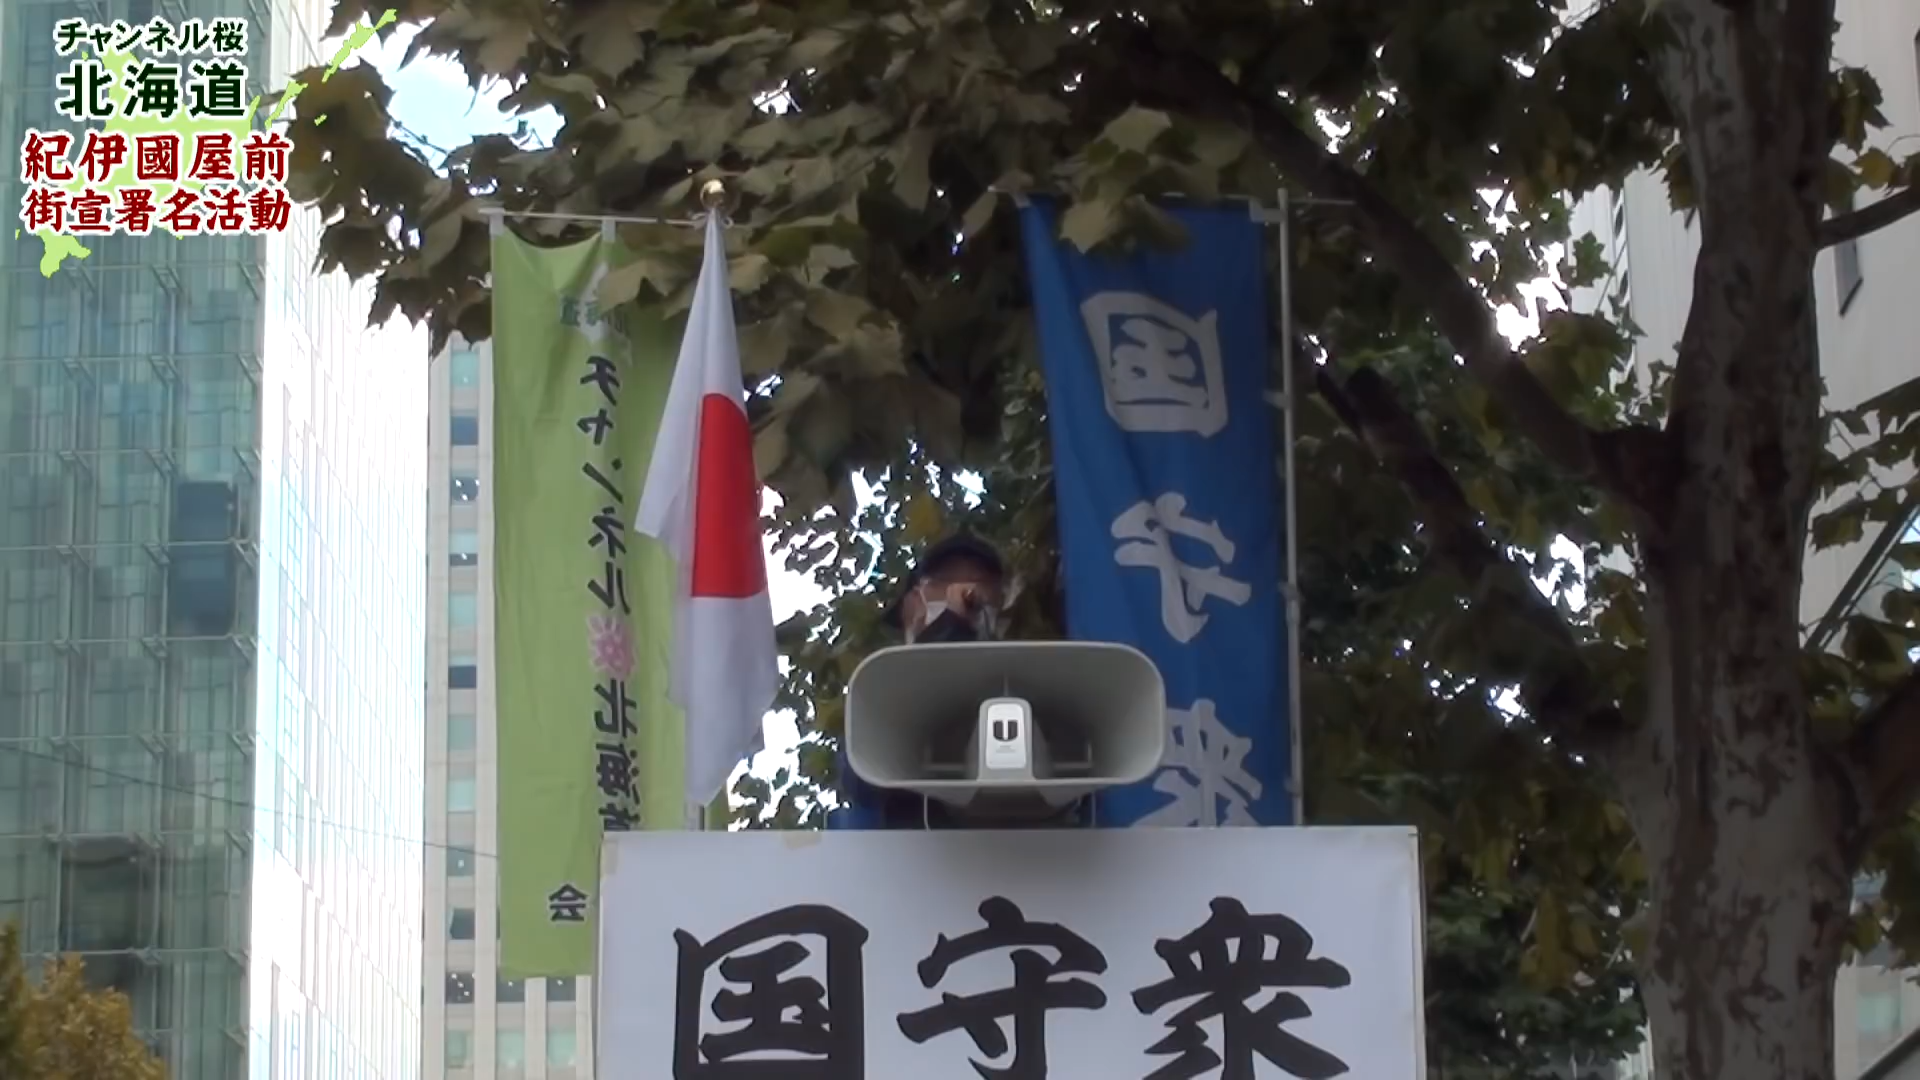 チャンネル桜
北海道
紀伊國屋前
街宣署名活動
チャンネル🌸北海道
会
国守衆
国守衆